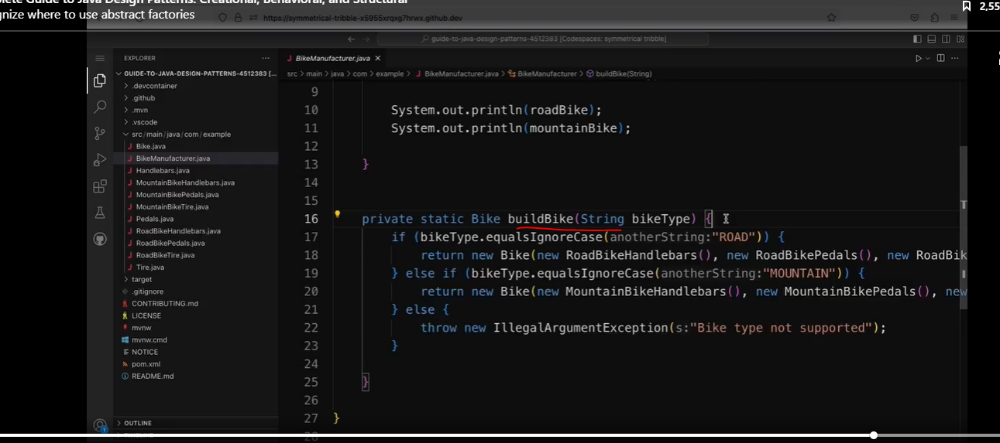 plete Guide to Java Design Patterns: Creational, Behavioral, and Structural
gnize where to use abstract factories
2,55
https://symmetrical-tribble-x5955xrqxg7hrwx.github.dev
guide-to-java-design-patterns-4512383 [Codespaces: symmetrical tribble]
EXPLORER
GUIDE-TO-JAVA-DESIGN-PATTERNS-4512383 [...
.devcontainer
.github
.mvn
.vscode
src/main/java/com/example
Bike.java
BikeManufacturer.java
Handlebars.java
MountainBikeHandlebars.java
MountainBikePedals.java
MountainBikeTire.java
Pedals.java
RoadBikeHandlebars.java
RoadBikePedals.java
RoadBikeTire.java
Tire.java
target
.gitignore
CONTRIBUTING.md
LICENSE
mvnw
mvnw.cmd
NOTICE
pom.xml
README.md
OUTLINE
1
BikeManufacturer.java
src > main > java > com > example > BikeManufacturer.java > BikeManufacturer > buildBike(String)
9
10 System.out.println(roadBike);
11 System.out.println(mountainBike);
12
13 }
14
15
16 private static Bike buildBike(String bikeType) {
17 if (bikeType.equalsIgnoreCase(anotherString:"ROAD")) {
18 return new Bike(new RoadBikeHandlebars(), new RoadBikePedals(), new RoadBik
19 } else if (bikeType.equalsIgnoreCase(anotherString:"MOUNTAIN")) {
20 return new Bike(new MountainBikeHandlebars(), new MountainBikePedals(), new
21 } else {
22 throw new IllegalArgumentException(s:"Bike type not supported");
23 }
24
25 }
26
27 }
28